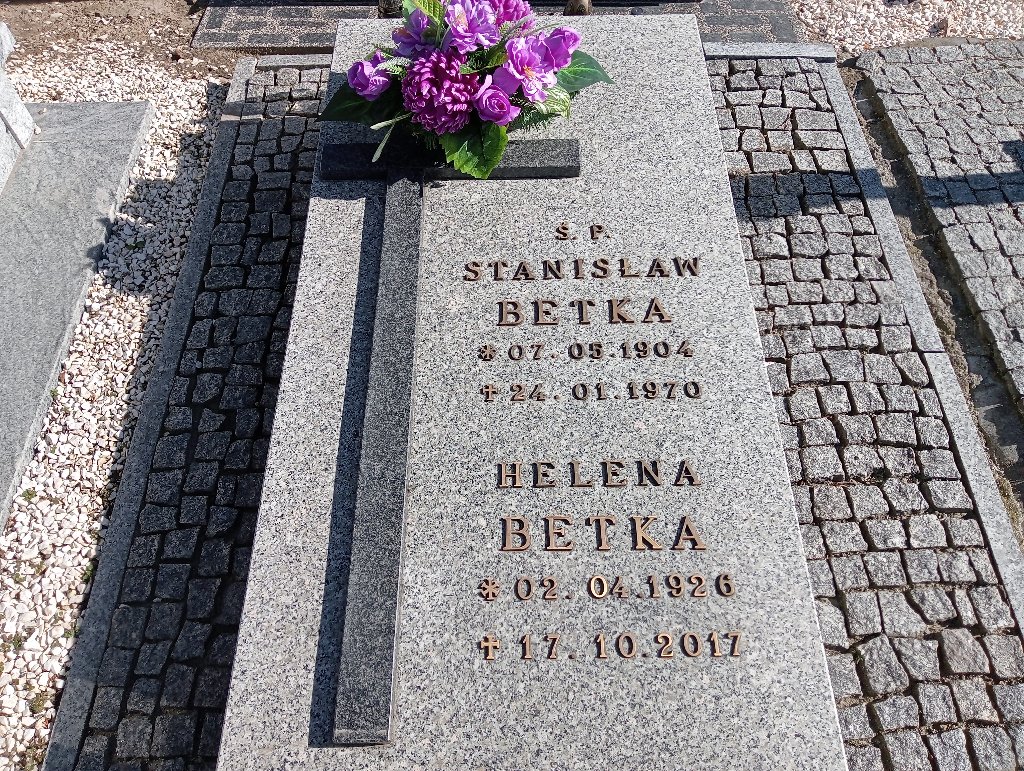 Ś. P.
STANISŁAW
BETKA
* 07. 05.1904
✝ 24. 01.1970
HELENA
BETKA
* 02. 04.1926
✝ 17. 10.2017